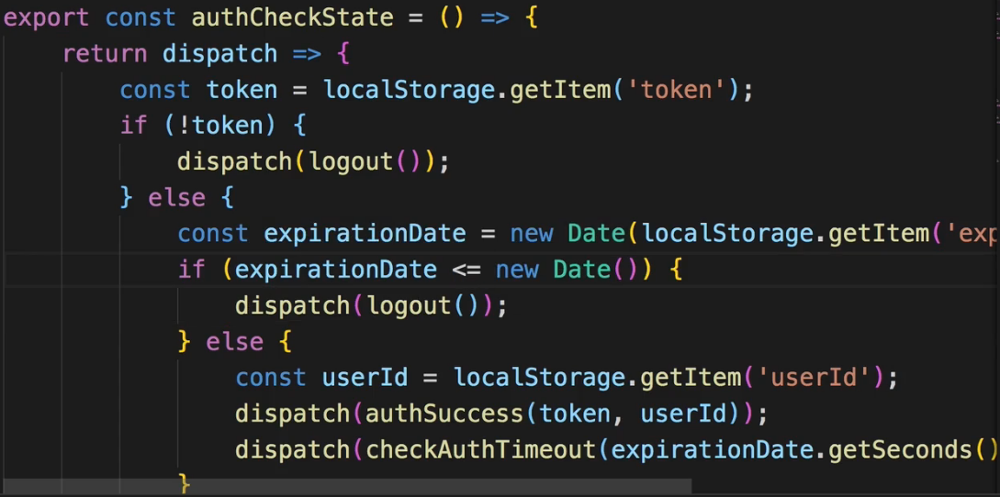 export const authCheckState = () => {
return dispatch => {
const token = localStorage.getItem('token');
if (!token) {
dispatch(logout());
} else {
const expirationDate = new Date(localStorage.getItem('exp
if (expirationDate <= new Date()) {
dispatch(logout());
} else {
const userId = localStorage.getItem('userId');
dispatch(authSuccess(token, userId));
dispatch(checkAuthTimeout(expirationDate.getSeconds()
}